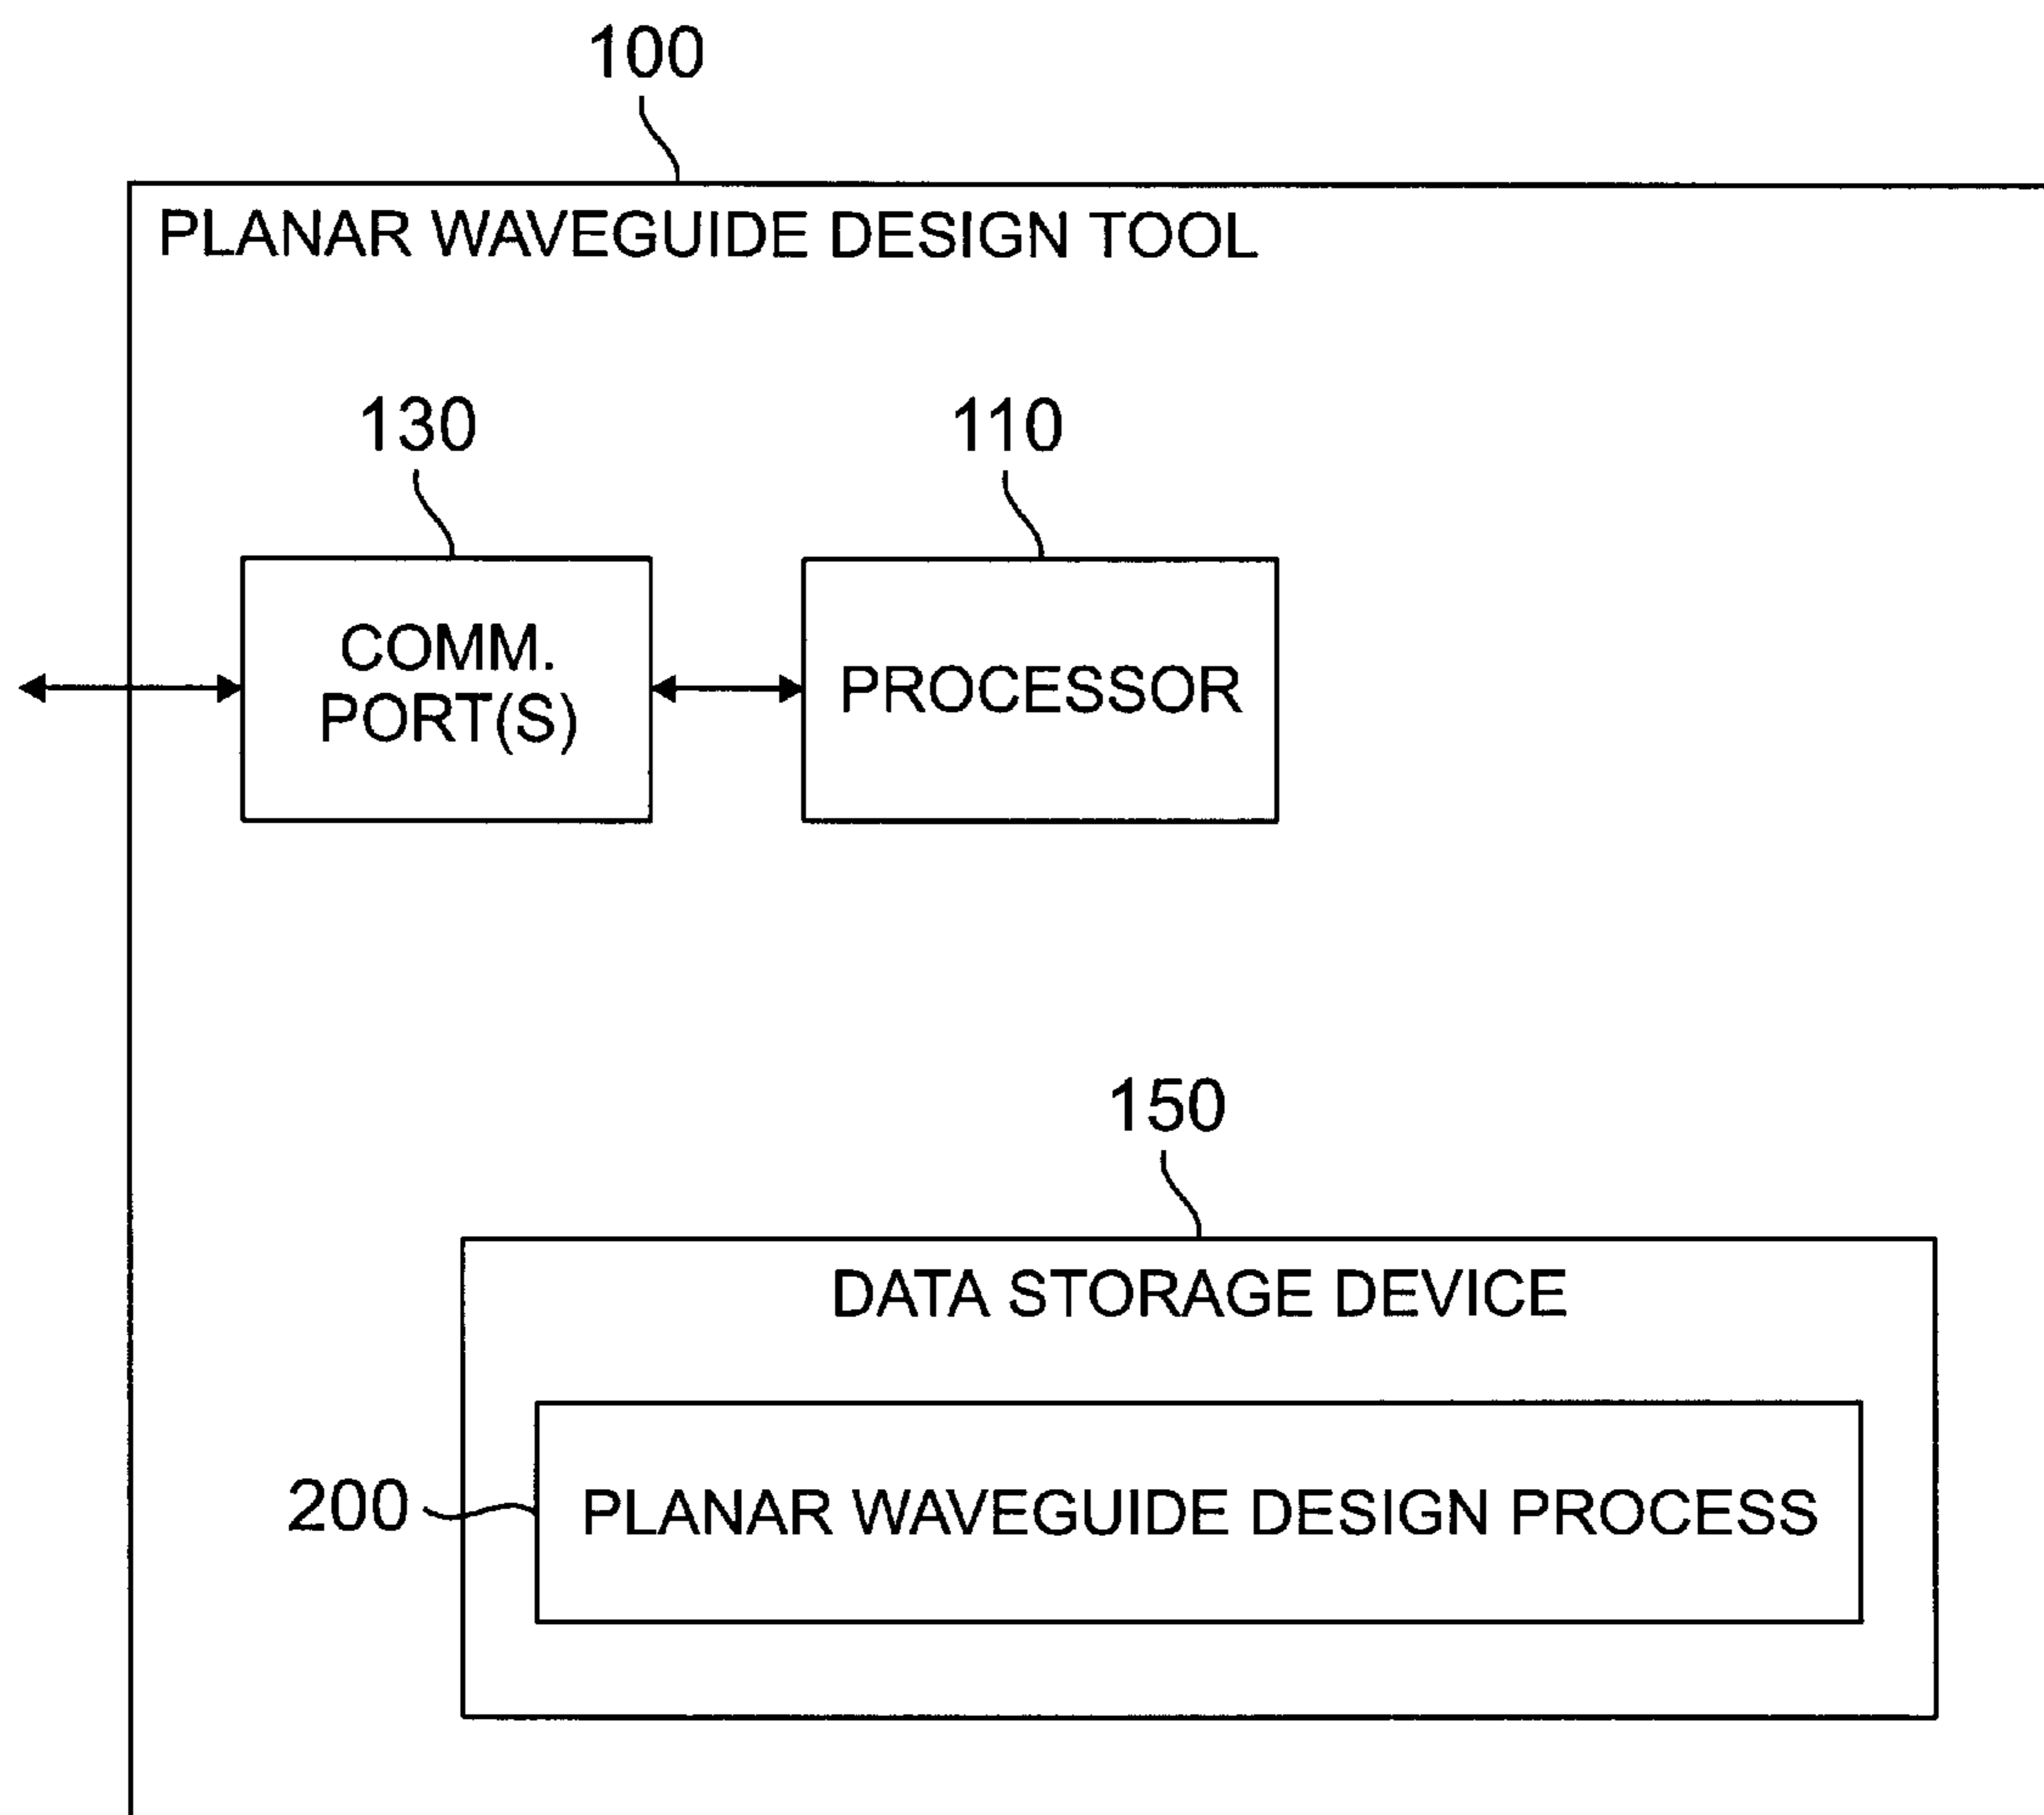 100
PLANAR WAVEGUIDE DESIGN TOOL
130
110
COMM.
PORT(S)
PROCESSOR
150
DATA STORAGE DEVICE
200
PLANAR WAVEGUIDE DESIGN PROCESS